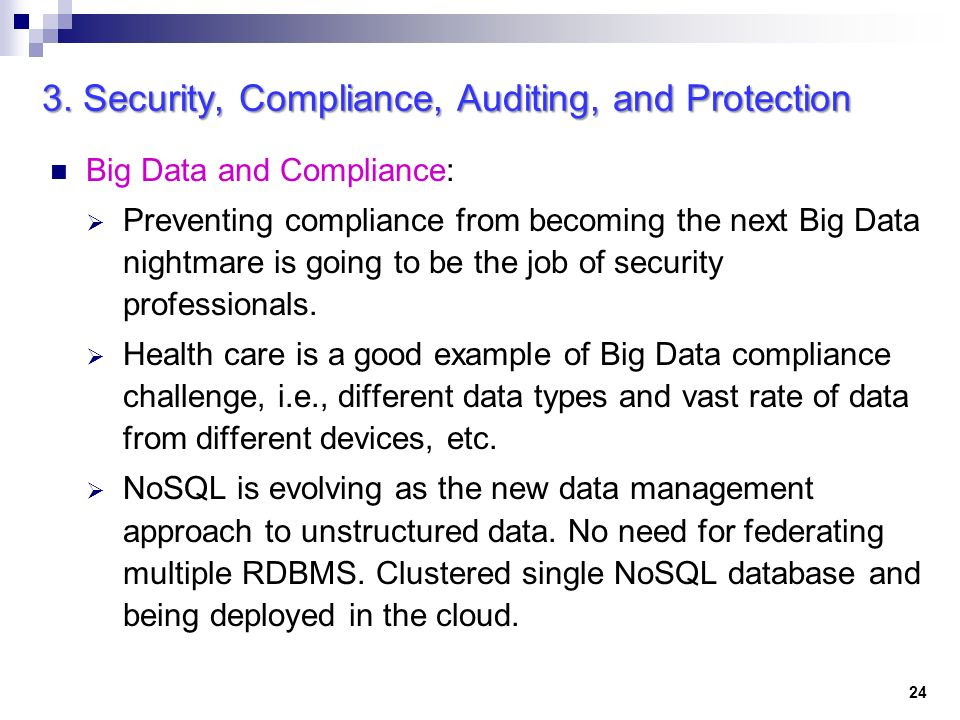 3. Security, Compliance, Auditing, and Protection
Big Data and Compliance:
Preventing compliance from becoming the next Big Data
nightmare is going to be the job of security
professionals.
Health care is a good example of Big Data compliance
challenge, i.e., different data types and vast rate of data
from different devices, etc.
NoSQL is evolving as the new data management
approach to unstructured data. No need for federating
multiple RDBMS. Clustered single NoSQL database and
being deployed in the cloud.
24